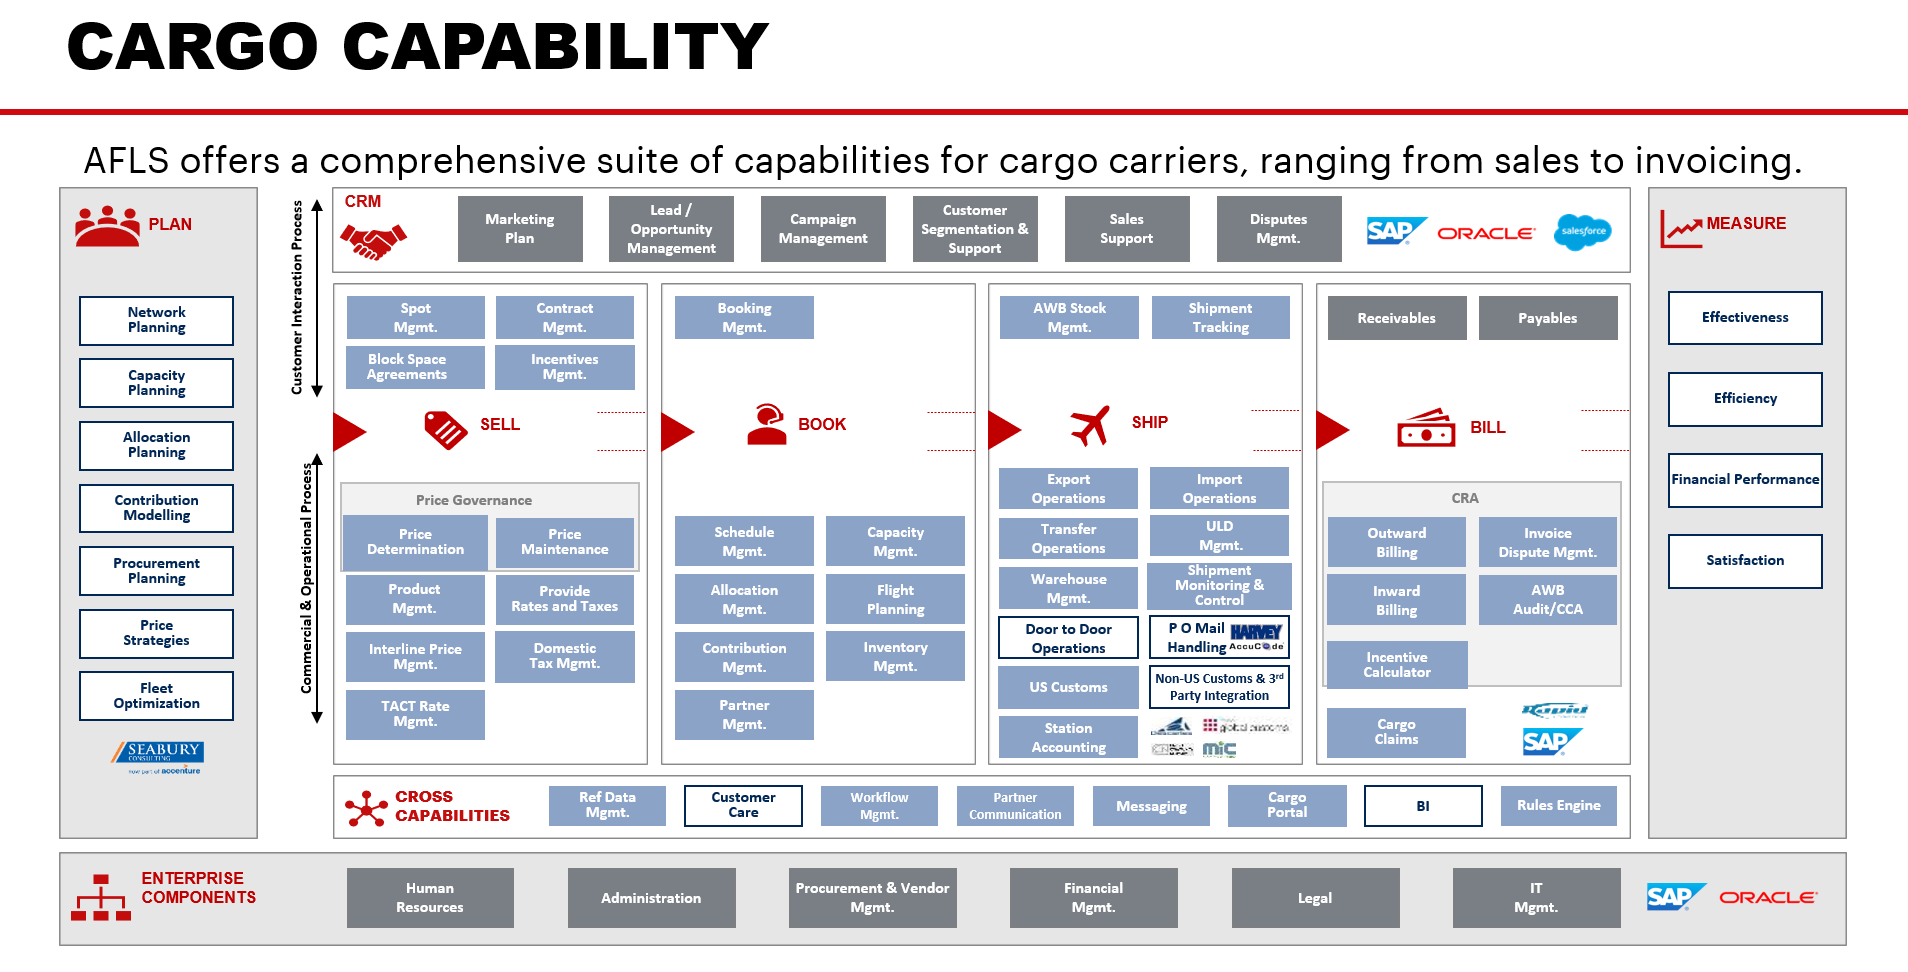 CARGO CAPABILITY
AFLS offers a comprehensive suite of capabilities for cargo carriers, ranging from sales to invoicing.
PLAN
Network
Planning
Capacity
Planning
Allocation
Planning
Contribution
Modelling
Procurement
Planning
Price
Strategies
Fleet
Optimization
SEABURY
CONSULTING
now part of accenture
Customer Interaction Process
Commercial & Operational Process
CRM
Marketing
Plan
Lead /
Opportunity
Management
Campaign
Management
Customer
Segmentation &
Support
Sales
Support
Disputes
Mgmt.
SAP
ORACLE
salesforce
Spot
Mgmt.
Contract
Mgmt.
Block Space
Agreements
Incentives
Mgmt.
SELL
Price Governance
Price
Determination
Price
Maintenance
Product
Mgmt.
Provide
Rates and Taxes
Interline Price
Mgmt.
Domestic
Tax Mgmt.
TACT Rate
Mgmt.
Booking
Mgmt.
BOOK
Schedule
Mgmt.
Capacity
Mgmt.
Allocation
Mgmt.
Flight
Planning
Contribution
Mgmt.
Inventory
Mgmt.
Partner
Mgmt.
AWB Stock
Mgmt.
Shipment
Tracking
SHIP
Export
Operations
Import
Operations
Transfer
Operations
ULD
Mgmt.
Warehouse
Mgmt.
Shipment
Monitoring &
Control
Door to Door
Operations
P O Mail
Handling
HARVEY
AccuCode
US Customs
Non-US Customs & 3rd
Party Integration
Station
Accounting
global customs
MIC
Receivables
Payables
BILL
CRA
Outward
Billing
Invoice
Dispute Mgmt.
Inward
Billing
AWB
Audit/CCA
Incentive
Calculator
Cargo
Claims
Rapid
SAP
MEASURE
Effectiveness
Efficiency
Financial Performance
Satisfaction
CROSS
CAPABILITIES
Ref Data
Mgmt.
Customer
Care
Workflow
Mgmt.
Partner
Communication
Messaging
Cargo
Portal
BI
Rules Engine
ENTERPRISE
COMPONENTS
Human
Resources
Administration
Procurement & Vendor
Mgmt.
Financial
Mgmt.
Legal
IT
Mgmt.
SAP
ORACLE